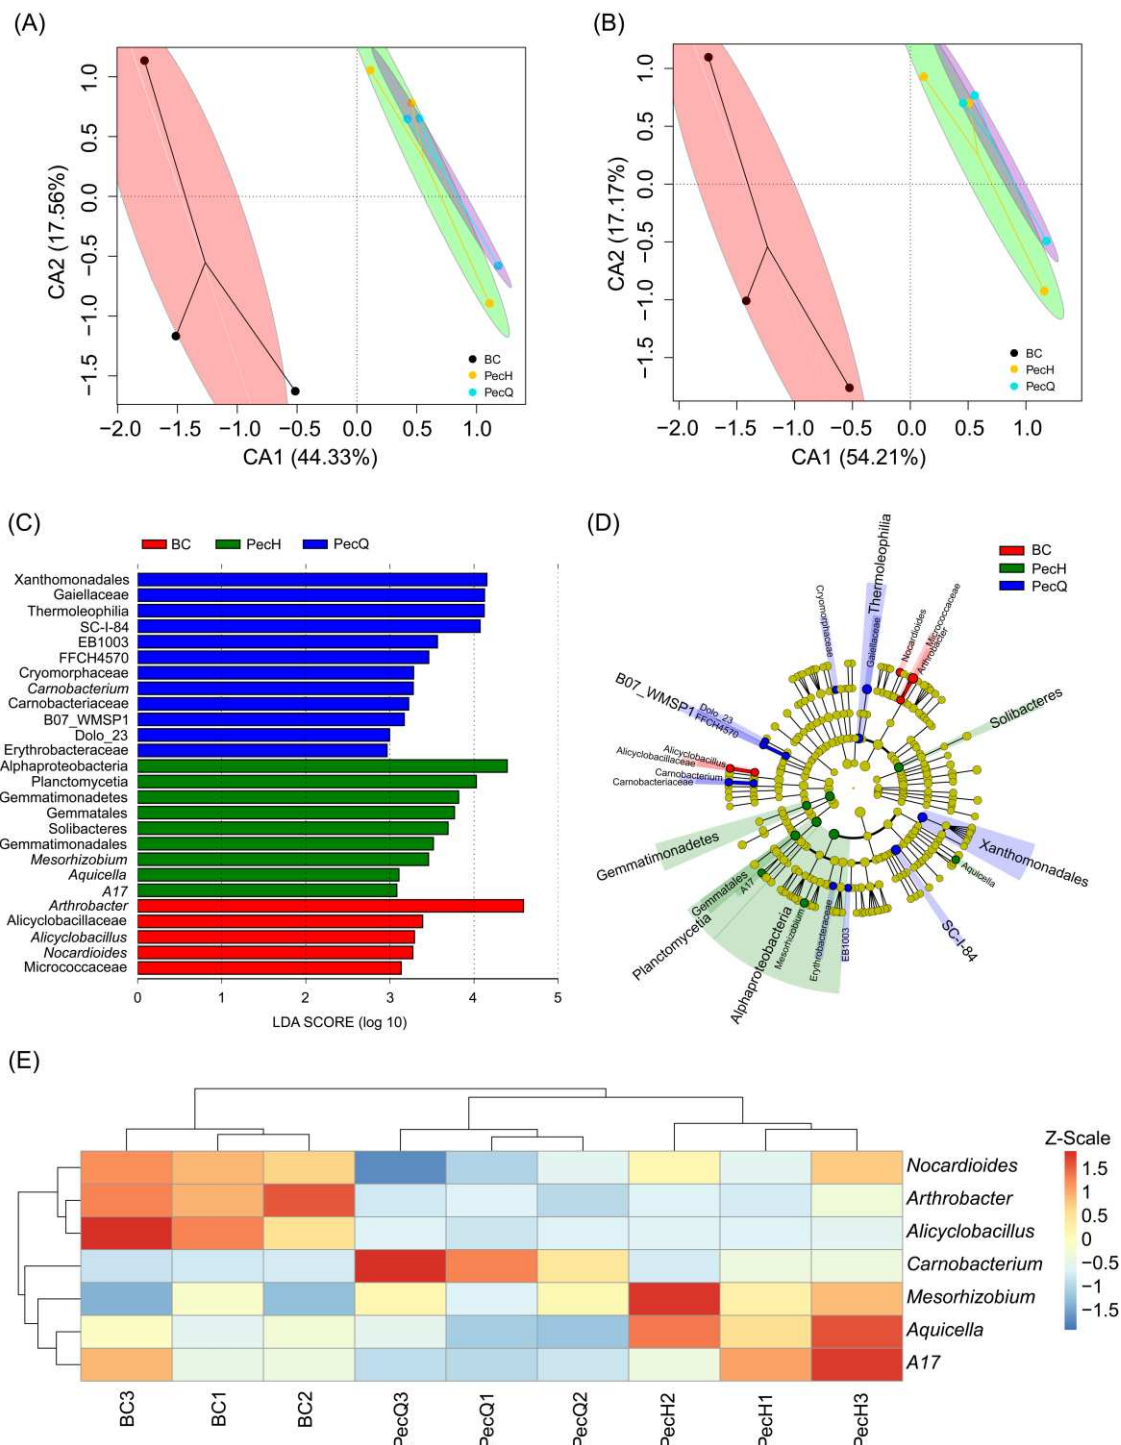 (A)
CA2 (17.56%)
1.0
0.5
0.0
−0.5
−1.0
−1.5
BC
PecH
PecQ
−2.0 −1.5 −1.0 −0.5 0.0 0.5 1.0
CA1 (44.33%)
(B)
CA2 (17.17%)
1.0
0.5
0.0
−0.5
−1.0
−1.5
BC
PecH
PecQ
−2.0 −1.5 −1.0 −0.5 0.0 0.5 1.0
CA1 (54.21%)
(C)
BC PecH PecQ
Xanthomonadales
Gaiellaceae
Thermoleophilia
SC-I-84
EB1003
FFCH4570
Cryomorphaceae
Carnobacterium
Carnobacteriaceae
B07_WMSP1
Dolo_23
Erythrobacteraceae
Alphaproteobacteria
Planctomycetia
Gemmatimonadetes
Gemmatales
Solibacteres
Gemmatimonadales
Mesorhizobium
Aquicella
A17
Arthrobacter
Alicyclobacillaceae
Alicyclobacillus
Nocardioides
Micrococcaceae
0 1 2 3 4 5
LDA SCORE (log 10)
(D)
BC
PecH
PecQ
Thermoleophilia
Gaiellaceae
Cryomorphaceae
Nocardioides
Micrococcaceae
Arthrobacter
B07_WMSP1
Dolo_23
FFCH4570
Solibacteres
Alicyclobacillus
Alicyclobacillaceae
Carnobacterium
Carnobacteriaceae
Gemmatimonadetes
Xanthomonadales
Aquicella
Gemmatales
A17
Planctomycetia
Alphaproteobacteria
Mesorhizobium
Erythrobacteraceae
EB1003
SC-I-84
(E)
Z-Scale
1.5
1
0.5
0
−0.5
−1
−1.5
Nocardioides
Arthrobacter
Alicyclobacillus
Carnobacterium
Mesorhizobium
Aquicella
A17
BC3 BC1 BC2 PecQ3 PecQ1 PecQ2 PecH2 PecH1 PecH3